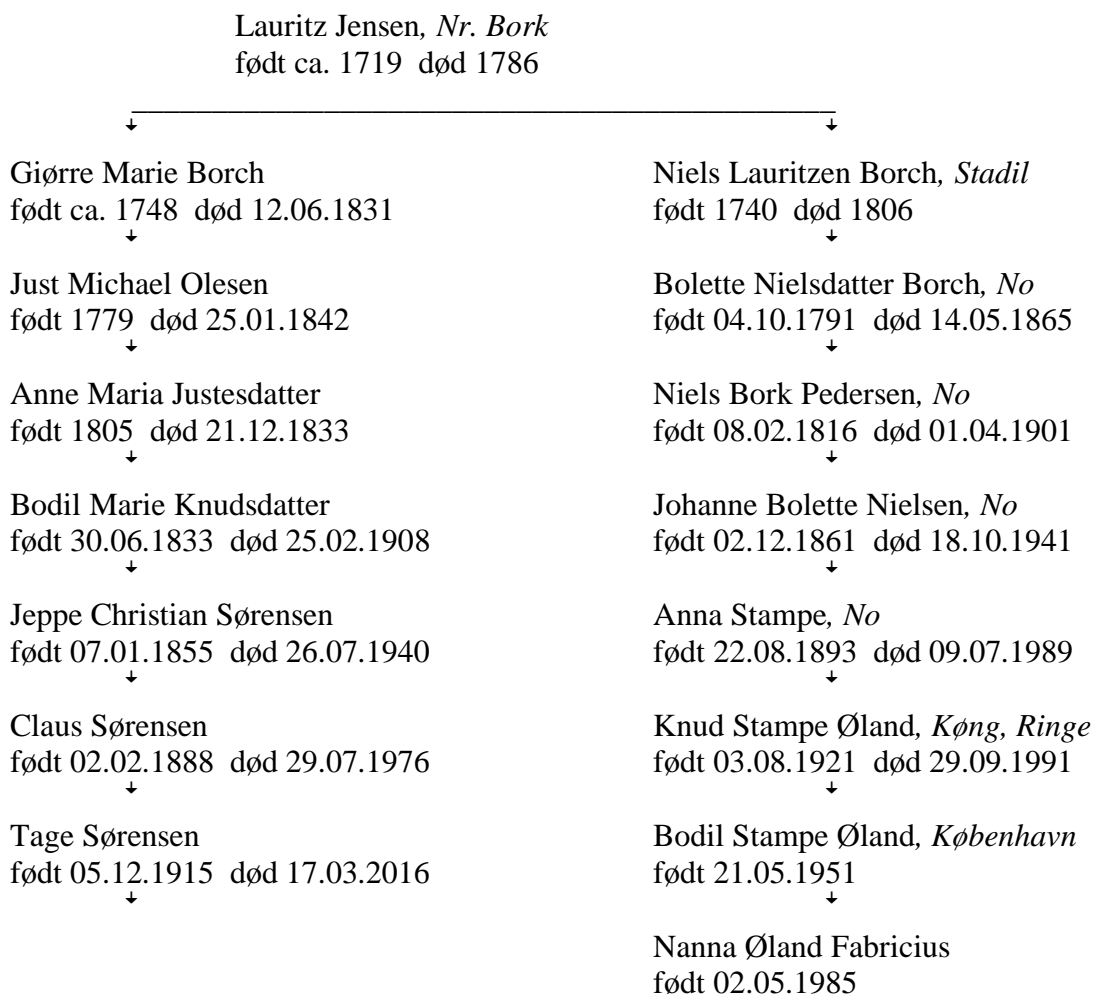 Lauritz Jensen, Nr. Bork
født ca. 1719  død 1786
Giørre Marie Borch
født ca. 1748  død 12.06.1831
Just Michael Olesen
født 1779  død 25.01.1842
Anne Maria Justesdatter
født 1805  død 21.12.1833
Bodil Marie Knudsdatter
født 30.06.1833  død 25.02.1908
Jeppe Christian Sørensen
født 07.01.1855  død 26.07.1940
Claus Sørensen
født 02.02.1888  død 29.07.1976
Tage Sørensen
født 05.12.1915  død 17.03.2016
Niels Lauritzen Borch, Stadil
født 1740  død 1806
Bolette Nielsdatter Borch, No
født 04.10.1791  død 14.05.1865
Niels Bork Pedersen, No
født 08.02.1816  død 01.04.1901
Johanne Bolette Nielsen, No
født 02.12.1861  død 18.10.1941
Anna Stampe, No
født 22.08.1893  død 09.07.1989
Knud Stampe Øland, Køng, Ringe
født 03.08.1921  død 29.09.1991
Bodil Stampe Øland, København
født 21.05.1951
Nanna Øland Fabricius
født 02.05.1985